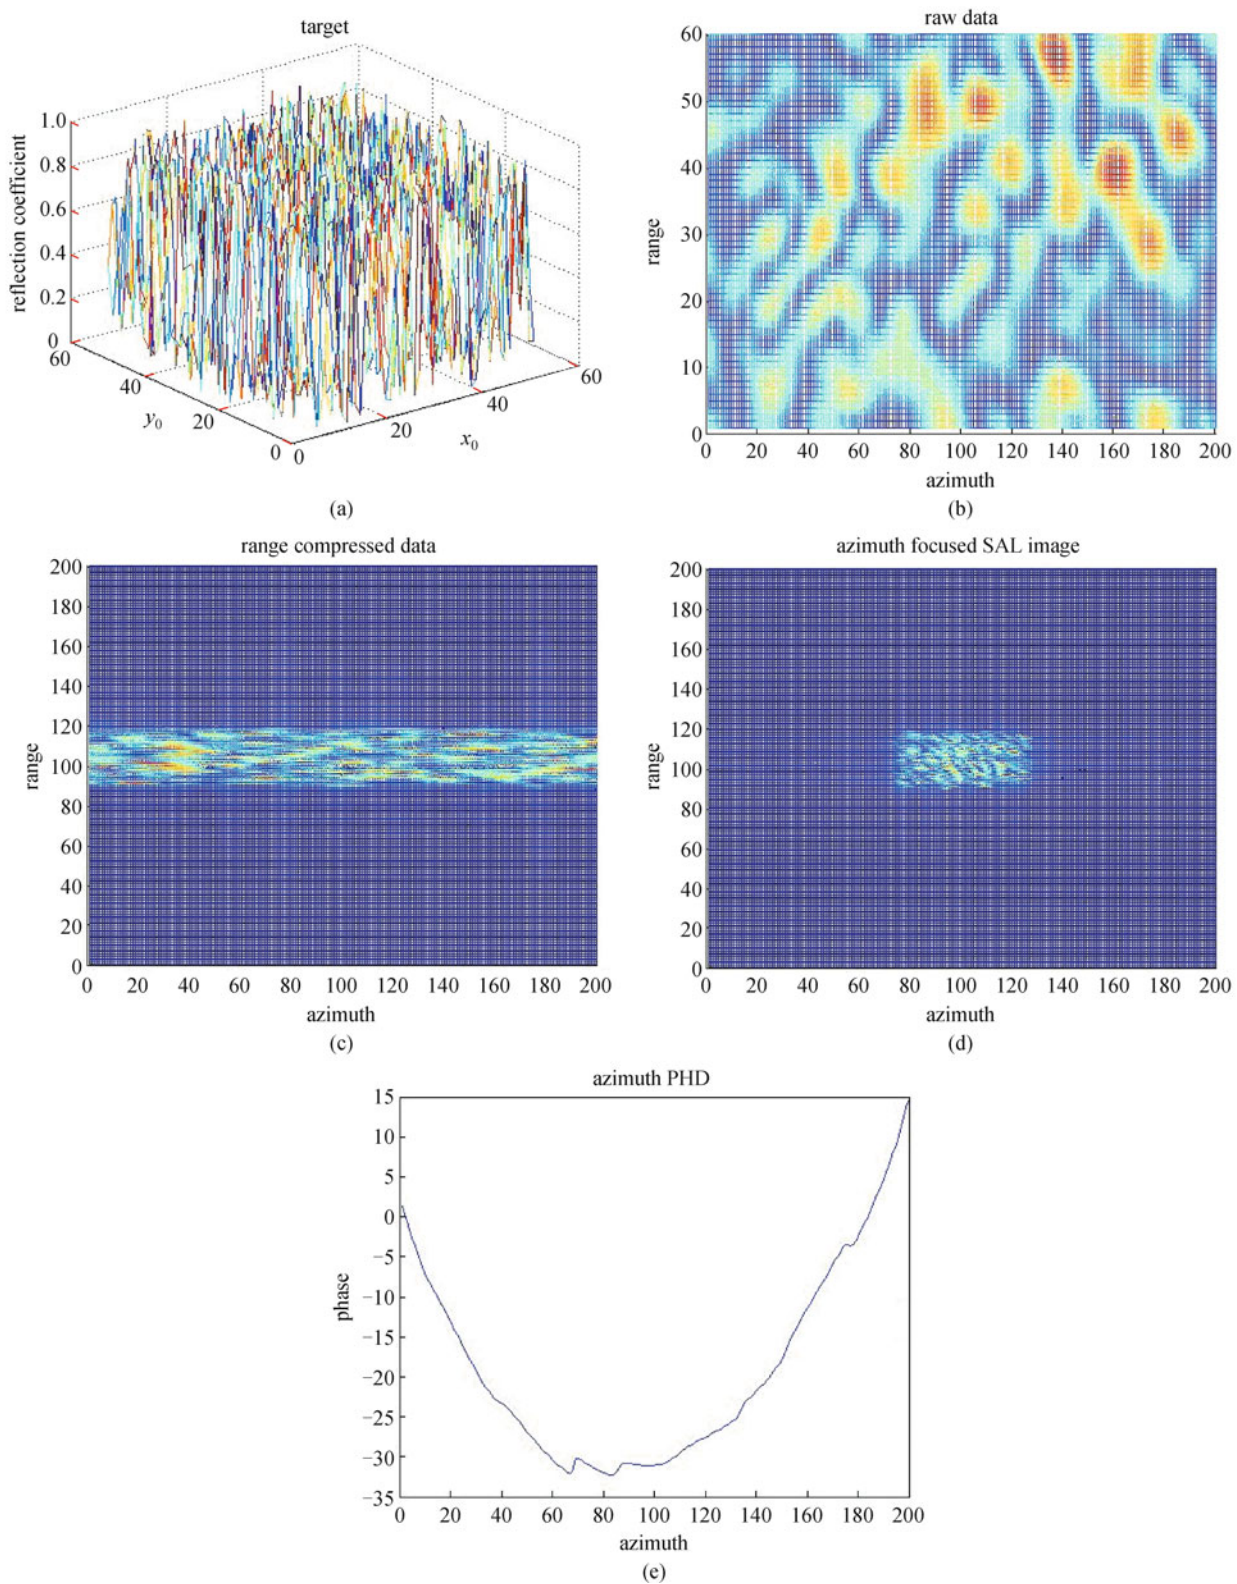 target
reflection coefficient
1.0
0.8
0.6
0.4
0.2
0
60
40
20
0
y0
0
20
40
60
x0
(a)
raw data
range
60
50
40
30
20
10
0
0 20 40 60 80 100 120 140 160 180 200
azimuth
(b)
range compressed data
range
200
180
160
140
120
100
80
60
40
20
0
0 20 40 60 80 100 120 140 160 180 200
azimuth
(c)
azimuth focused SAL image
range
200
180
160
140
120
100
80
60
40
20
0
0 20 40 60 80 100 120 140 160 180 200
azimuth
(d)
azimuth PHD
phase
15
10
5
0
−5
−10
−15
−20
−25
−30
−35
0 20 40 60 80 100 120 140 160 180 200
azimuth
(e)